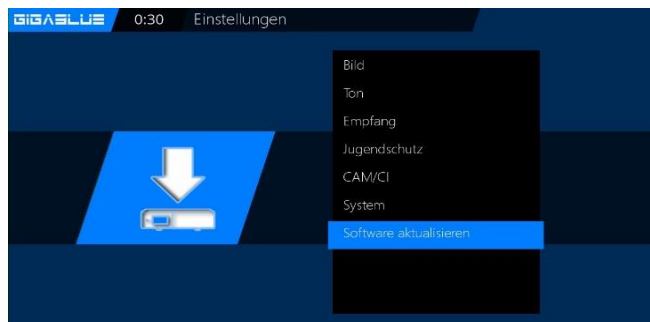 GIGABLUE 0:30 Einstellungen
Bild
Ton
Empfang
Jugendschutz
CAM/CI
System
Software aktualisieren